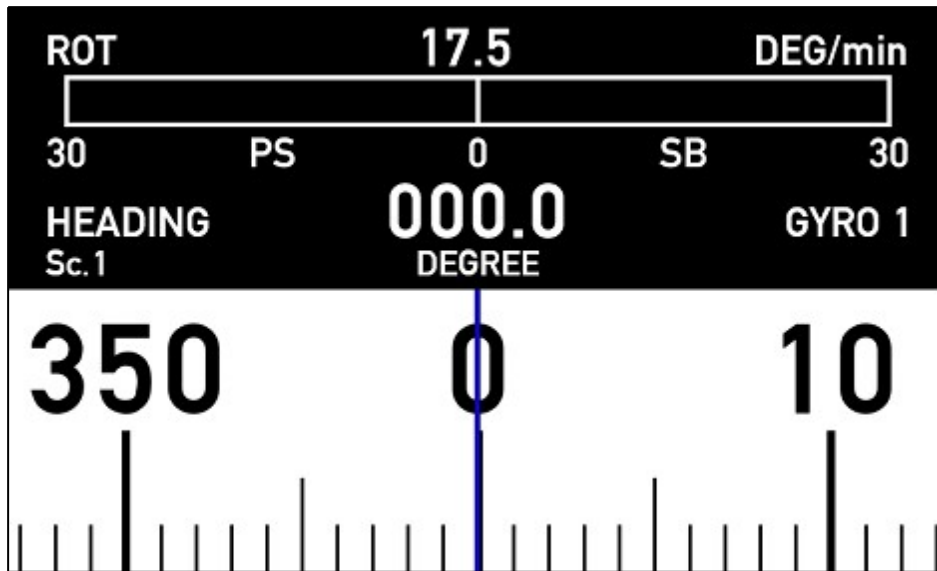 ROT 17.5 DEG/min
30 PS 0 SB 30
HEADING 000.0 GYRO 1
Sc.1 DEGREE
350 0 10